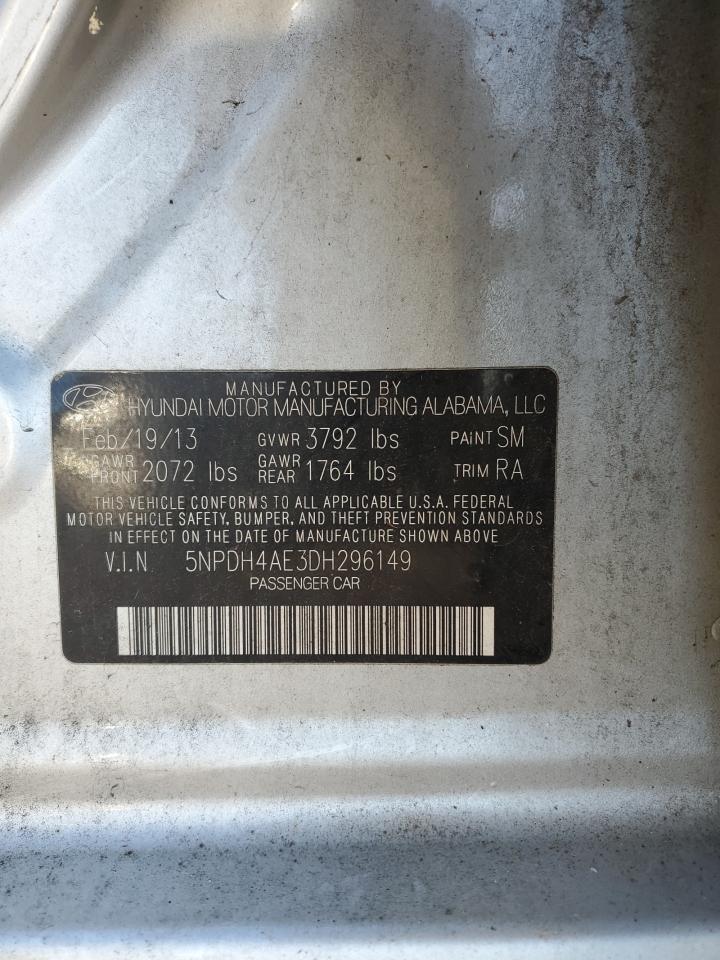 MANUFACTURED BY
HYUNDAI MOTOR MANUFACTURING ALABAMA, LLC
Feb/19/13 GVWR 3792 lbs PAINT SM
GAWR FRONT 2072 lbs GAWR REAR 1764 lbs TRIM RA
THIS VEHICLE CONFORMS TO ALL APPLICABLE U.S.A. FEDERAL
MOTOR VEHICLE SAFETY, BUMPER, AND THEFT PREVENTION STANDARDS
IN EFFECT ON THE DATE OF MANUFACTURE SHOWN ABOVE
V.I.N 5NPDH4AE3DH296149
PASSENGER CAR